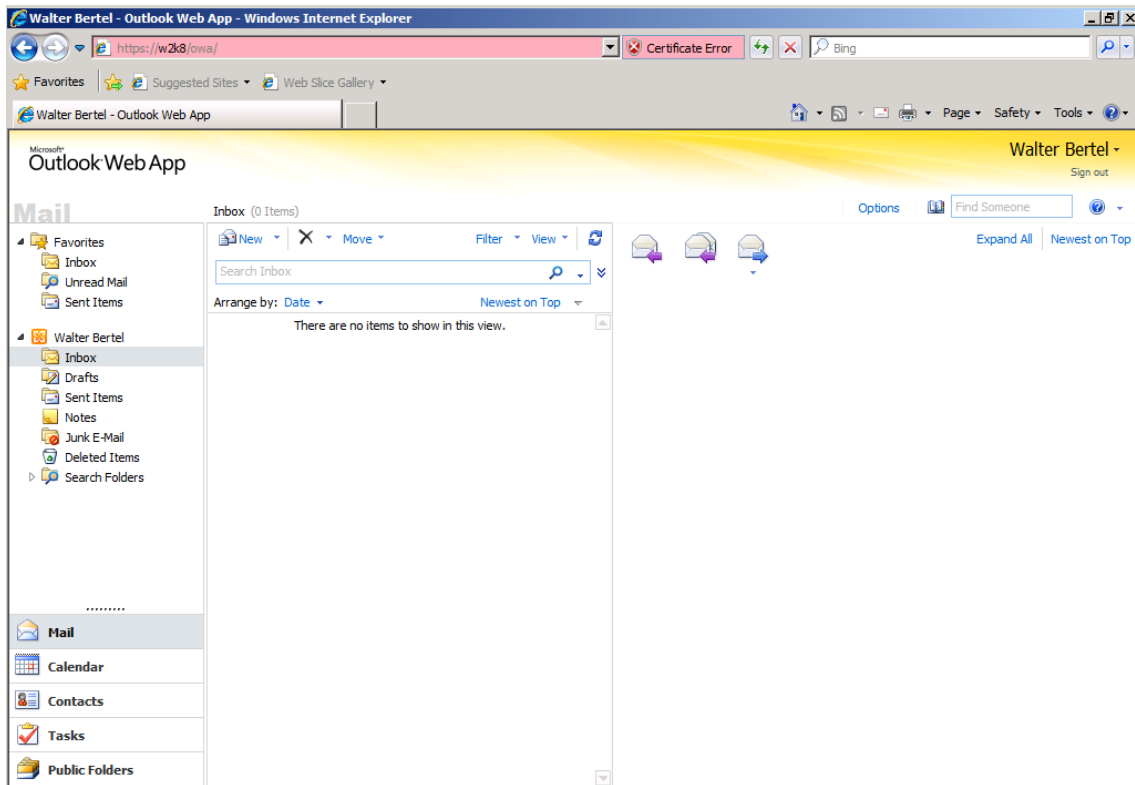 Walter Bertel - Outlook Web App - Windows Internet Explorer
https://w2k8/owa/
Certificate Error
Bing
Favorites
Suggested Sites
Web Slice Gallery
Walter Bertel - Outlook Web App
Page
Safety
Tools
Microsoft
Outlook Web App
Walter Bertel
Sign out
Mail
Inbox (0 Items)
Options
Find Someone
Favorites
Inbox
Unread Mail
Sent Items
Walter Bertel
Inbox
Drafts
Sent Items
Notes
Junk E-Mail
Deleted Items
Search Folders
Mail
Calendar
Contacts
Tasks
Public Folders
New
Move
Filter
View
Search Inbox
Arrange by: Date
Newest on Top
There are no items to show in this view.
Expand All
Newest on Top